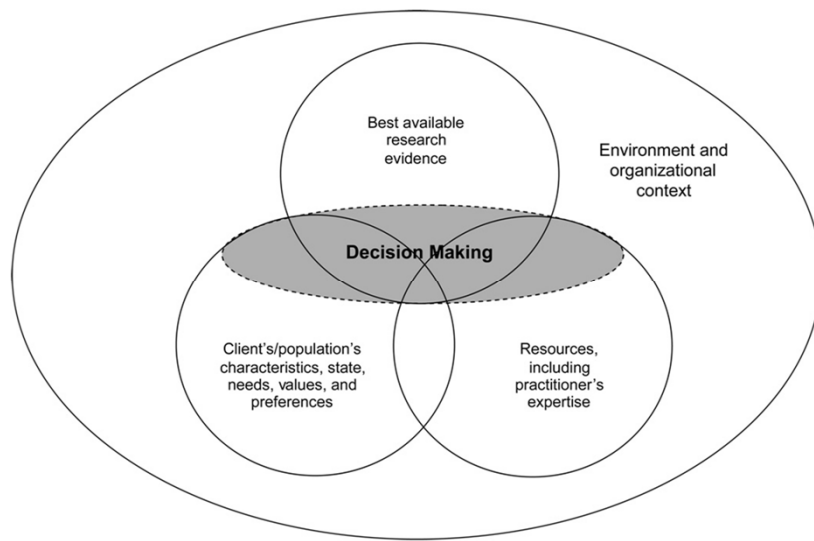 Best available
research
evidence
Environment and
organizational
context
Decision Making
Client's/population's
characteristics, state,
needs, values, and
preferences
Resources,
including
practitioner's
expertise